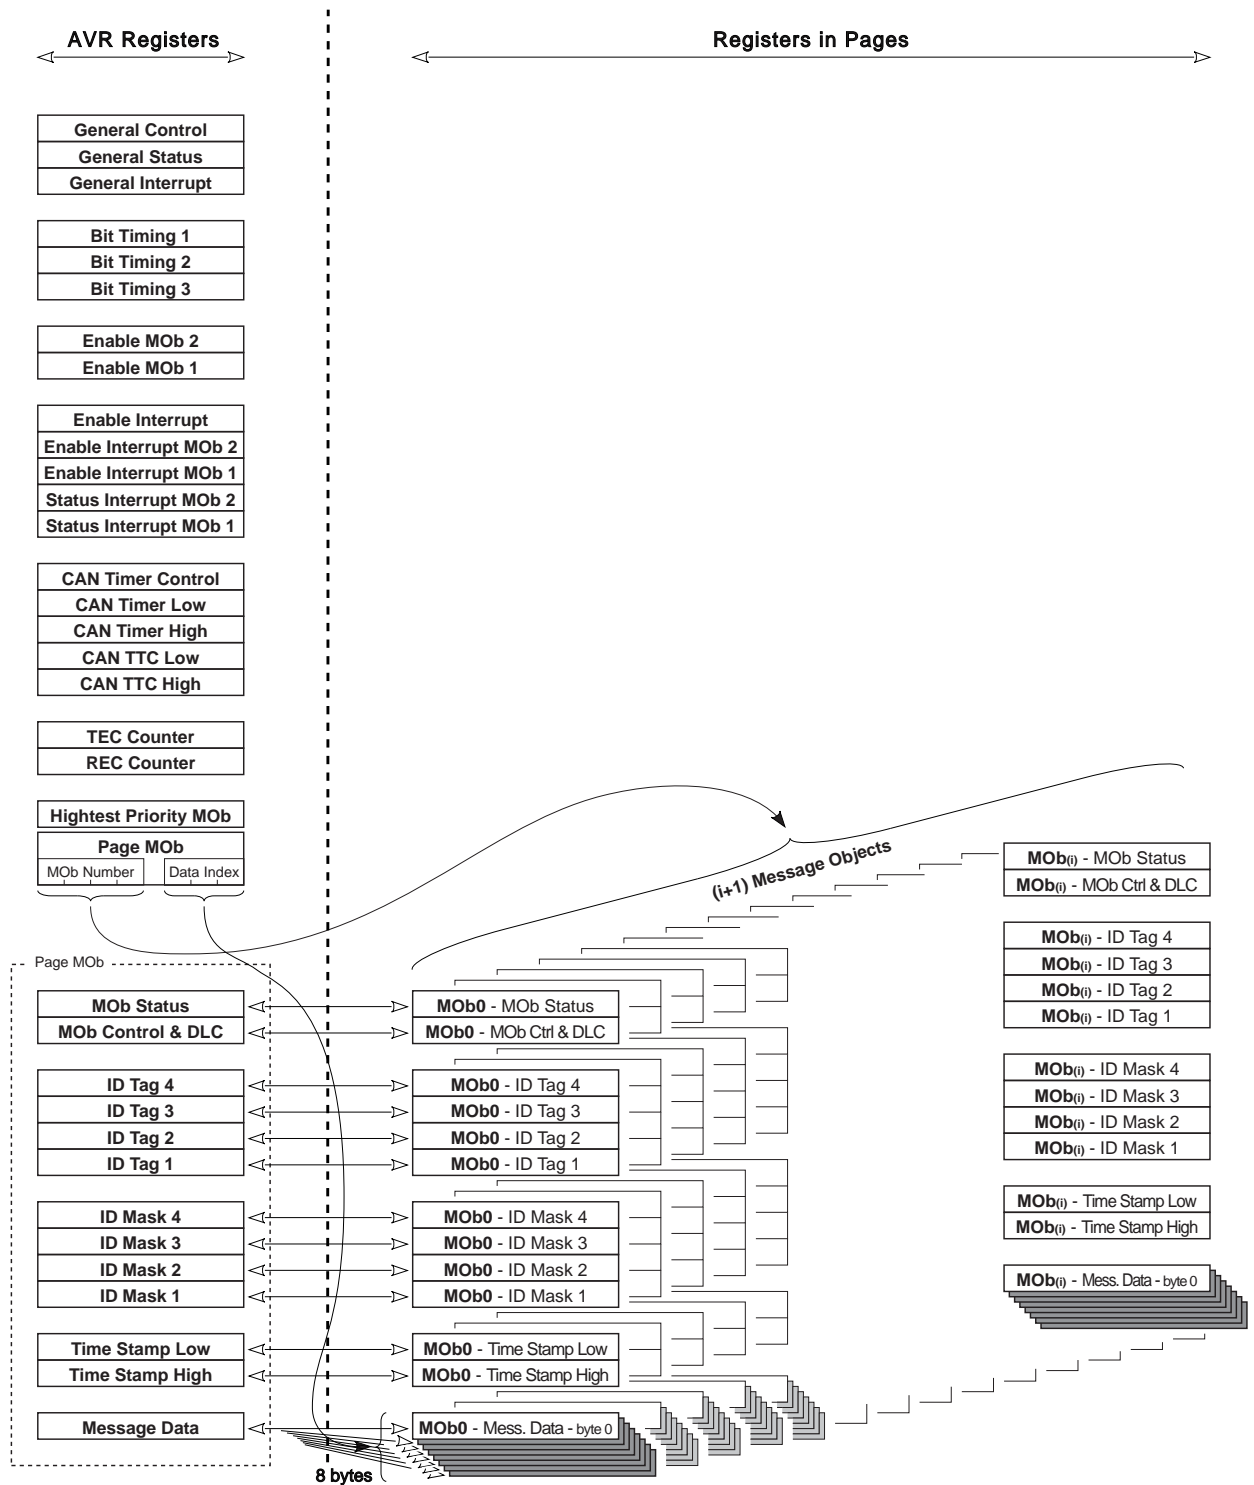 AVR Registers
Registers in Pages
General Control
General Status
General Interrupt
Bit Timing 1
Bit Timing 2
Bit Timing 3
Enable MOb 2
Enable MOb 1
Enable Interrupt
Enable Interrupt MOb 2
Enable Interrupt MOb 1
Status Interrupt MOb 2
Status Interrupt MOb 1
CAN Timer Control
CAN Timer Low
CAN Timer High
CAN TTC Low
CAN TTC High
TEC Counter
REC Counter
Hightest Priority MOb
Page MOb
MOb Number
Data Index
Page MOb
MOb Status
MOb Control & DLC
ID Tag 4
ID Tag 3
ID Tag 2
ID Tag 1
ID Mask 4
ID Mask 3
ID Mask 2
ID Mask 1
Time Stamp Low
Time Stamp High
Message Data
8 bytes
(i+1) Message Objects
MOb0 - MOb Status
MOb0 - MOb Ctrl & DLC
MOb0 - ID Tag 4
MOb0 - ID Tag 3
MOb0 - ID Tag 2
MOb0 - ID Tag 1
MOb0 - ID Mask 4
MOb0 - ID Mask 3
MOb0 - ID Mask 2
MOb0 - ID Mask 1
MOb0 - Time Stamp Low
MOb0 - Time Stamp High
MOb0 - Mess. Data - byte 0
MOb(i) - MOb Status
MOb(i) - MOb Ctrl & DLC
MOb(i) - ID Tag 4
MOb(i) - ID Tag 3
MOb(i) - ID Tag 2
MOb(i) - ID Tag 1
MOb(i) - ID Mask 4
MOb(i) - ID Mask 3
MOb(i) - ID Mask 2
MOb(i) - ID Mask 1
MOb(i) - Time Stamp Low
MOb(i) - Time Stamp High
MOb(i) - Mess. Data - byte 0